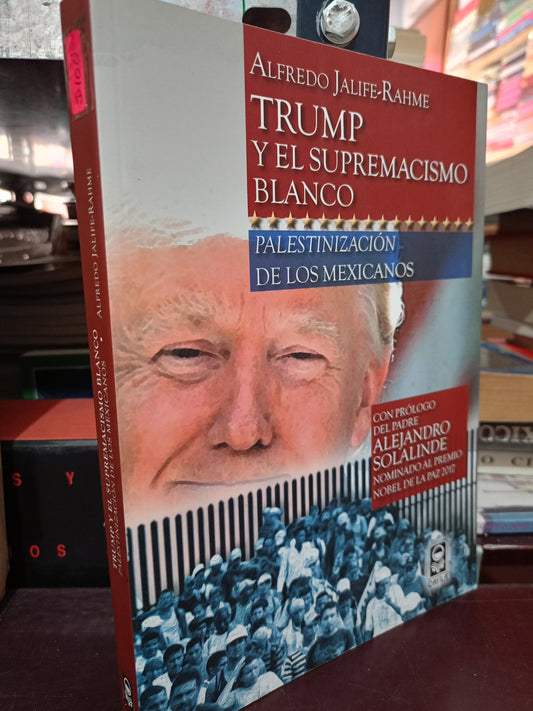 ALFREDO JALIFE-RAHME
TRUMP
Y EL SUPREMACISMO
BLANCO
PALESTINIZACIÓN
DE LOS MEXICANOS
CON PRÓLOGO
DEL PADRE
ALEJANDRO
SOLALINDE
NOMINADO AL PREMIO
NOBEL DE LA PAZ 2017
ALFREDO JALIFE-RAHME
TRUMP Y EL SUPREMACISMO BLANCO
PALESTINIZACIÓN DE LOS MEXICANOS
S Y
OS